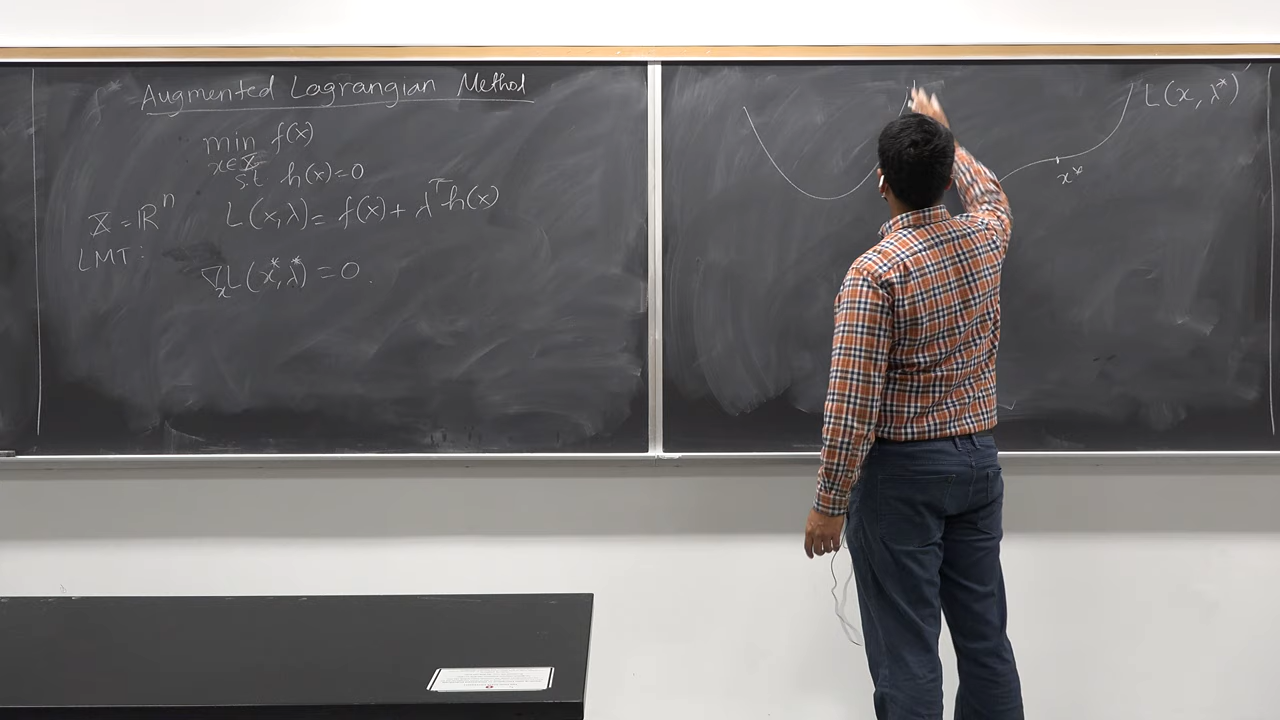 Augmented Lagrangian Method
min f(x)
x∈X
s.t h(x)=0
X = ℝⁿ L(x,λ) = f(x) + λᵀh(x)
LMT:
∇ₓL(x*,λ*) = 0.
L(x, λ*)
x*